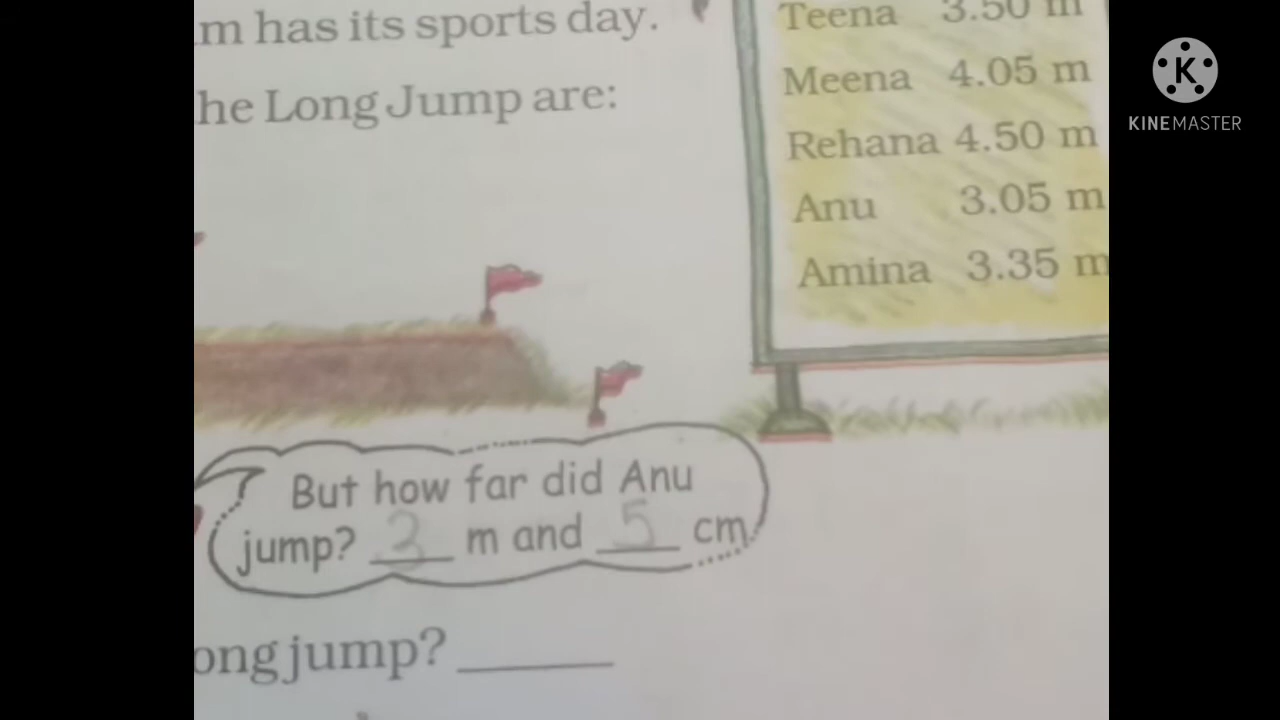 m has its sports day.
he Long Jump are:
Teena 3.50 m
Meena 4.05 m
Rehana 4.50 m
Anu 3.05 m
Amina 3.35 m
But how far did Anu
jump? 3 m and 5 cm
ong jump? ______
K
KINEMASTER